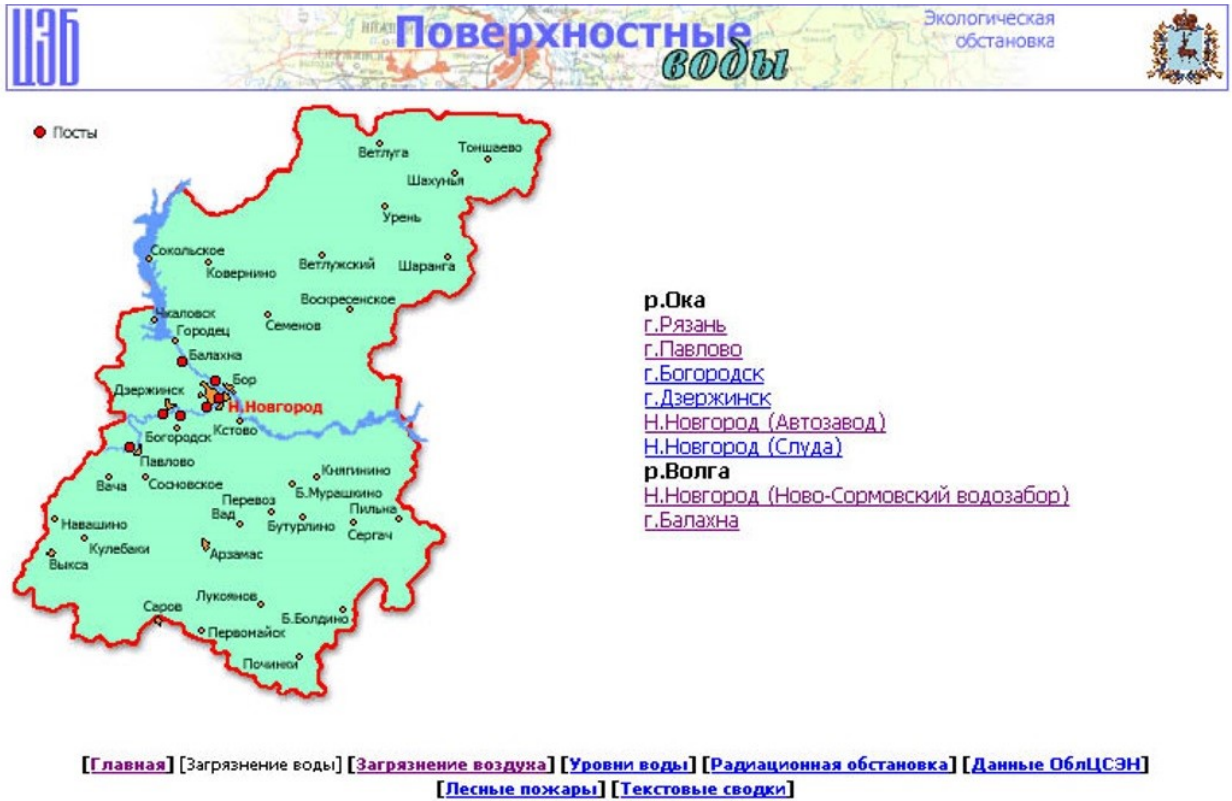 ЦЭБ
Поверхностные
воды
Экологическая
обстановка
Посты
Ветлуга
Тоншаево
Шахунья
Урень
Сокольское
Ковернино
Ветлужский
Шаранга
Воскресенское
Чкаловск
Семенов
Городец
Балахна
Бор
Дзержинск
Н.Новгород
Богородск
Кстово
Павлово
Вача
Сосновское
Княгинино
Б.Мурашкино
Перевоз
Вад
Бутурлино
Пильна
Сергач
Навашино
Кулебаки
Выкса
Арзамас
Лукоянов
Саров
Б.Болдино
Первомайск
Починки
р.Ока
г.Рязань
г.Павлово
г.Богородск
г.Дзержинск
Н.Новгород (Автозавод)
Н.Новгород (Слуда)
р.Волга
Н.Новгород (Ново-Сормовский водозабор)
г.Балахна
[Главная] [Загрязнение воды] [Загрязнение воздуха] [Уровни воды] [Радиационная обстановка] [Данные ОблЦСЭН]
[Лесные пожары] [Текстовые сводки]